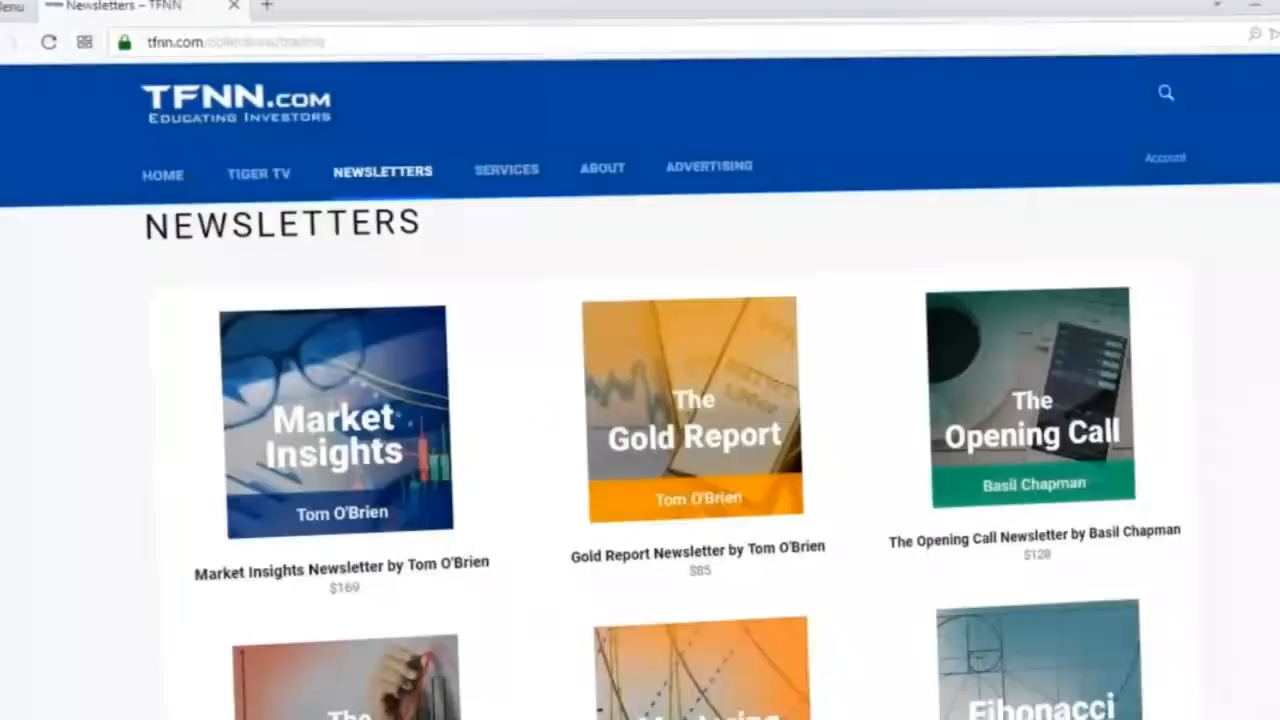 Newsletters – TFNN
tfnn.com
TFNN.COM
EDUCATING INVESTORS
Account
HOME
TIGER TV
NEWSLETTERS
SERVICES
ABOUT
ADVERTISING
NEWSLETTERS
Market
Insights
Tom O'Brien
Market Insights Newsletter by Tom O'Brien
$169
The
Gold Report
Tom O'Brien
Gold Report Newsletter by Tom O'Brien
$85
The
Opening Call
Basil Chapman
The Opening Call Newsletter by Basil Chapman
$128
The
Fibonacci